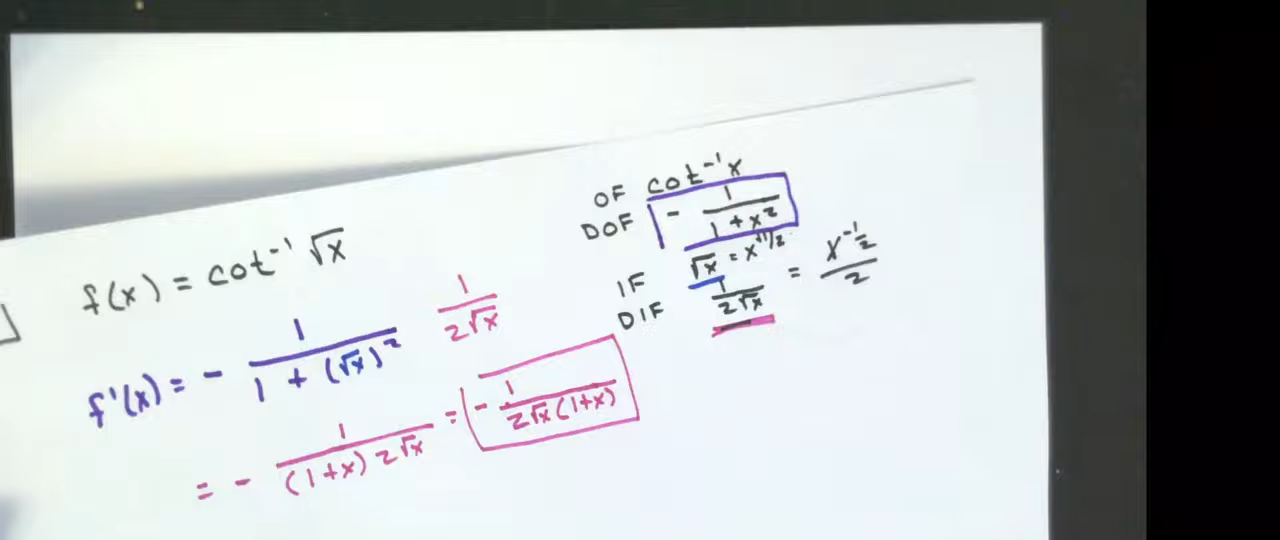 f(x) = cot⁻¹ √x
f'(x) = - 1/(1 + (√x)²) 1/(2√x)
= - 1/((1+x) 2√x) = - 1/(2√x(1+x))
OF cot⁻¹x
DOF - 1/(1 + x²)
IF √x = x^(1/2)
DIF 1/(2√x) = x^(-1/2)/2